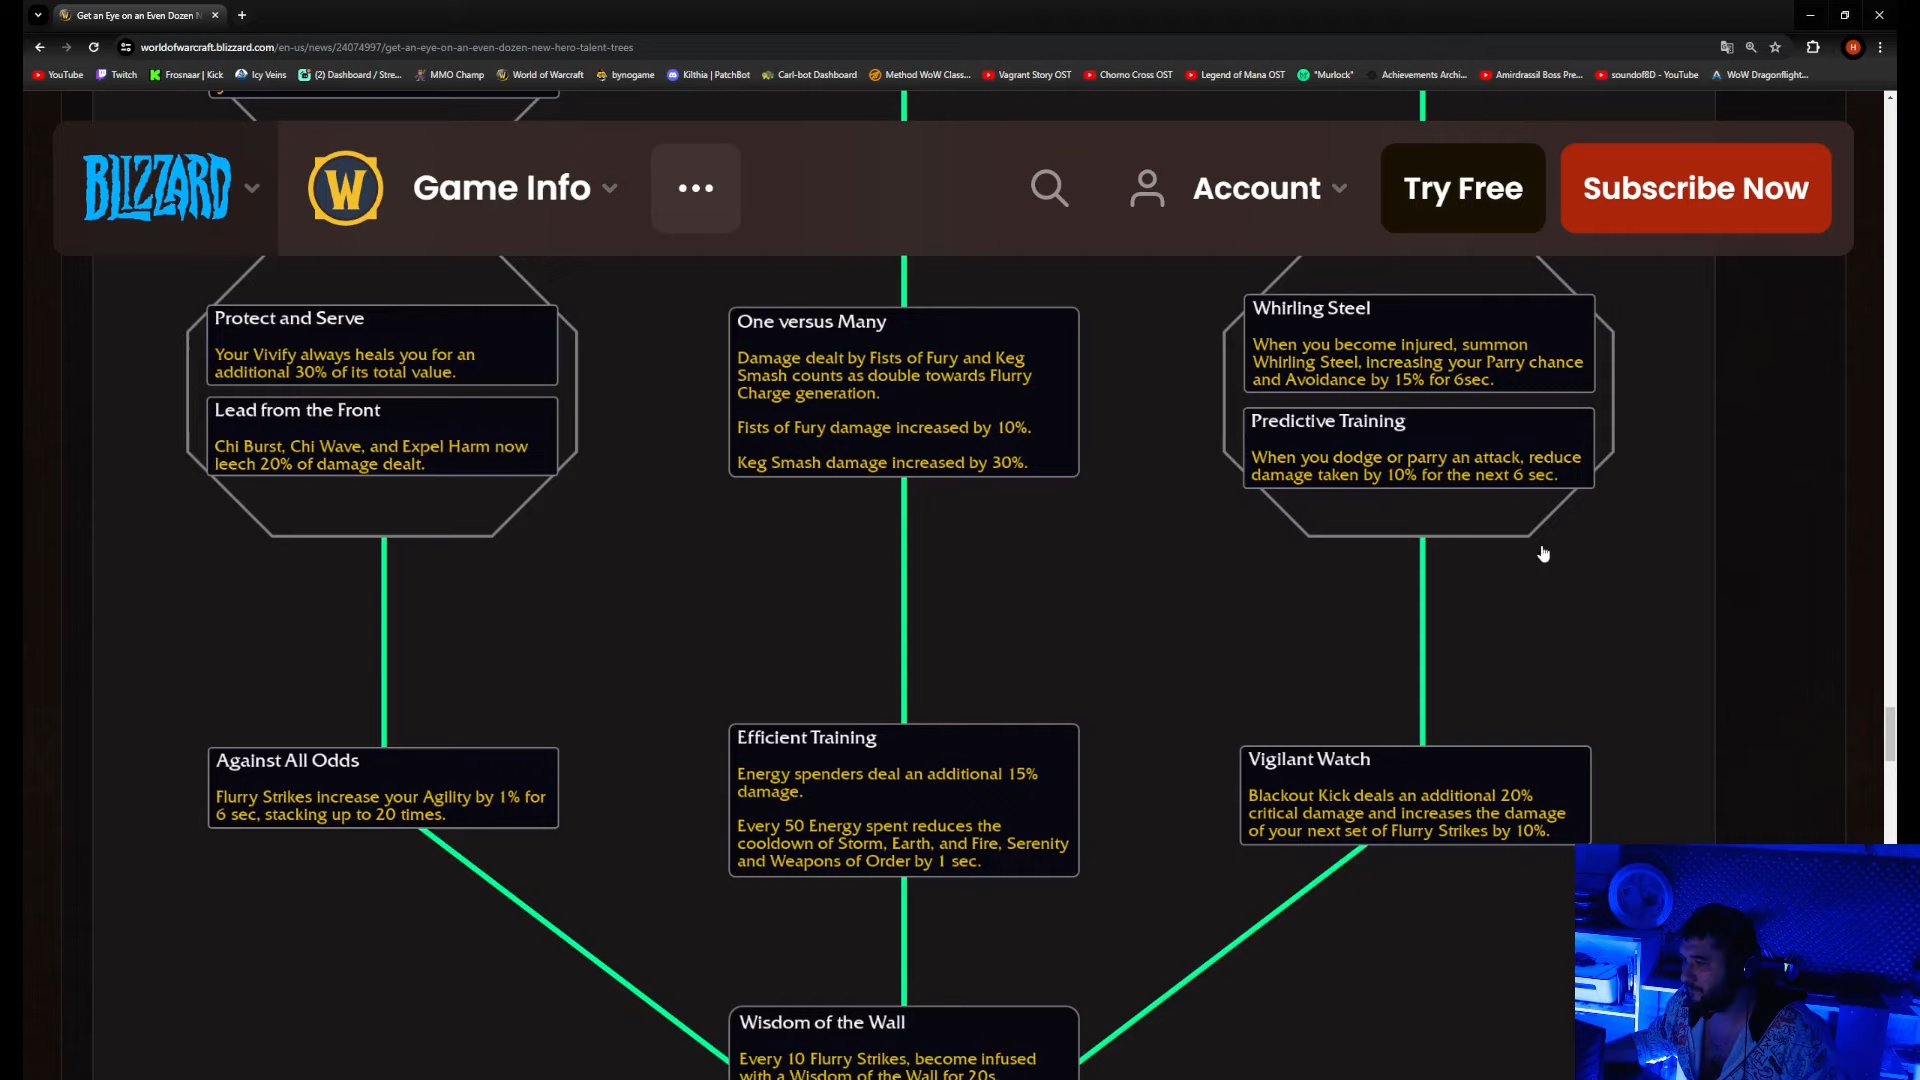 Get an Eye on an Even Dozen N
worldofwarcraft.blizzard.com/en-us/news/24074997/get-an-eye-on-an-even-dozen-new-hero-talent-trees
YouTube
Twitch
Frosnaar | Kick
Icy Veins
(2) Dashboard / Stre...
MMO Champ
World of Warcraft
bynogame
Kilthia | PatchBot
Carl-bot Dashboard
Method WoW Clas...
Vagrant Story OST
Chorno Cross OST
Legend of Mana OST
"Murlock"
Achievements Archi...
Amirdrassil Boss Pre...
soundof8D - YouTube
WoW Dragonflight...
H
BLIZZARD
W
Game Info
Account
Try Free
Subscribe Now
Protect and Serve
Your Vivify always heals you for an
additional 30% of its total value.
Lead from the Front
Chi Burst, Chi Wave, and Expel Harm now
leech 20% of damage dealt.
One versus Many
Damage dealt by Fists of Fury and Keg
Smash counts as double towards Flurry
Charge generation.
Fists of Fury damage increased by 10%.
Keg Smash damage increased by 30%.
Whirling Steel
When you become injured, summon
Whirling Steel, increasing your Parry chance
and Avoidance by 15% for 6sec.
Predictive Training
When you dodge or parry an attack, reduce
damage taken by 10% for the next 6 sec.
Against All Odds
Flurry Strikes increase your Agility by 1% for
6 sec, stacking up to 20 times.
Efficient Training
Energy spenders deal an additional 15%
damage.
Every 50 Energy spent reduces the
cooldown of Storm, Earth, and Fire, Serenity
and Weapons of Order by 1 sec.
Vigilant Watch
Blackout Kick deals an additional 20%
critical damage and increases the damage
of your next set of Flurry Strikes by 10%.
Wisdom of the Wall
Every 10 Flurry Strikes, become infused
with a Wisdom of the Wall for 20s.